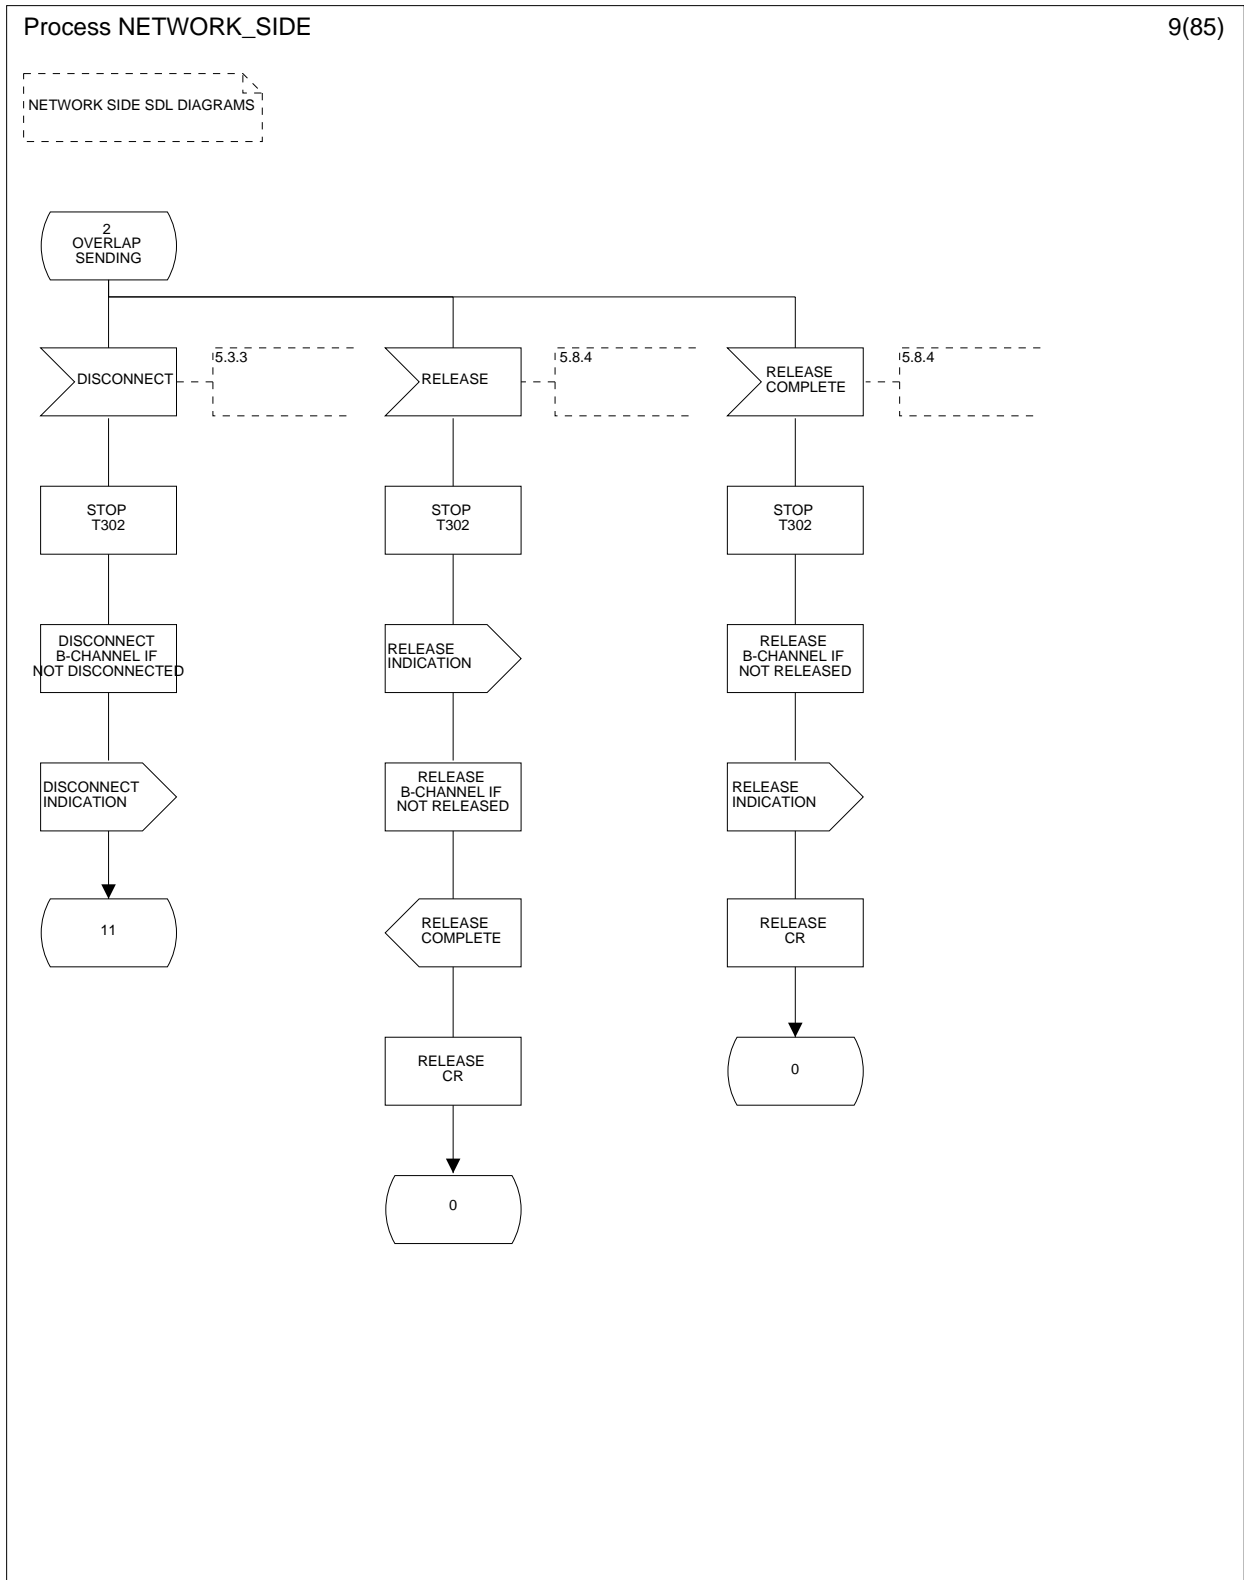 Process NETWORK_SIDE
9(85)
NETWORK SIDE SDL DIAGRAMS
2
OVERLAP
SENDING
DISCONNECT
5.3.3
RELEASE
5.8.4
RELEASE
COMPLETE
5.8.4
STOP
T302
STOP
T302
STOP
T302
DISCONNECT
B-CHANNEL IF
NOT DISCONNECTED
RELEASE
INDICATION
RELEASE
B-CHANNEL IF
NOT RELEASED
DISCONNECT
INDICATION
RELEASE
B-CHANNEL IF
NOT RELEASED
RELEASE
INDICATION
11
RELEASE
COMPLETE
RELEASE
CR
RELEASE
CR
0
0